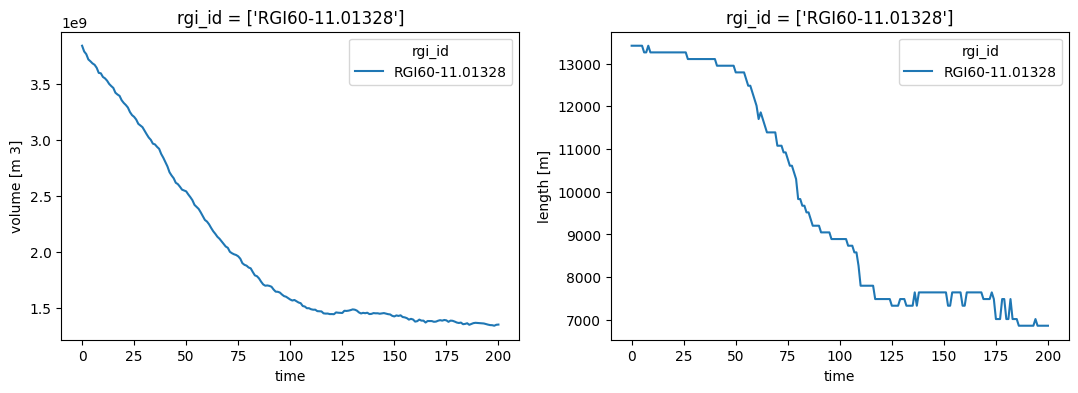 rgi_id = ['RGI60-11.01328']
1e9
rgi_id
RGI60-11.01328
3.5
3.0
2.5
2.0
1.5
volume [m 3]
0 25 50 75 100 125 150 175 200
time
rgi_id = ['RGI60-11.01328']
rgi_id
RGI60-11.01328
13000
12000
11000
10000
9000
8000
7000
length [m]
0 25 50 75 100 125 150 175 200
time